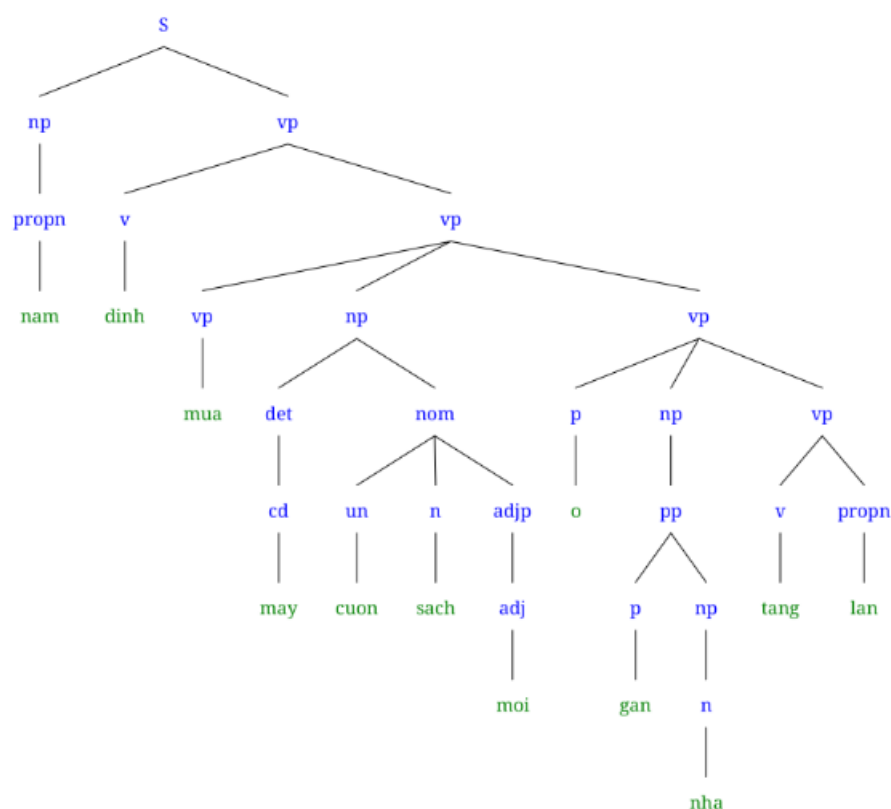 S
np vp
propn v vp
nam dinh vp np vp
mua det nom p np vp
cd un n adjp o pp v propn
may cuon sach adj p np tang lan
moi gan n
nha